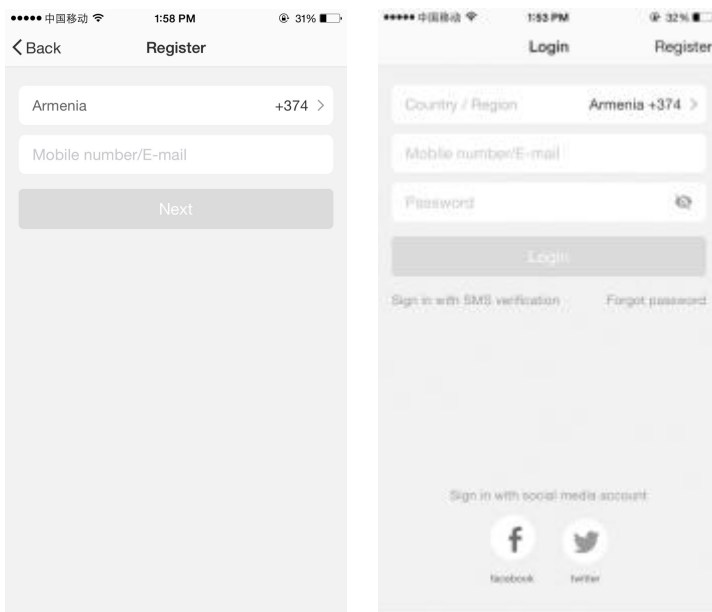 中国移动 1:58 PM 31%
Back Register
Armenia +374
Mobile number/E-mail
Next
中国移动 1:53 PM 32%
Login Register
Country / Region Armenia +374
Mobile number/E-mail
Password
Login
Sign in with SMS verification Forgot password
Sign in with social media account
facebook twitter